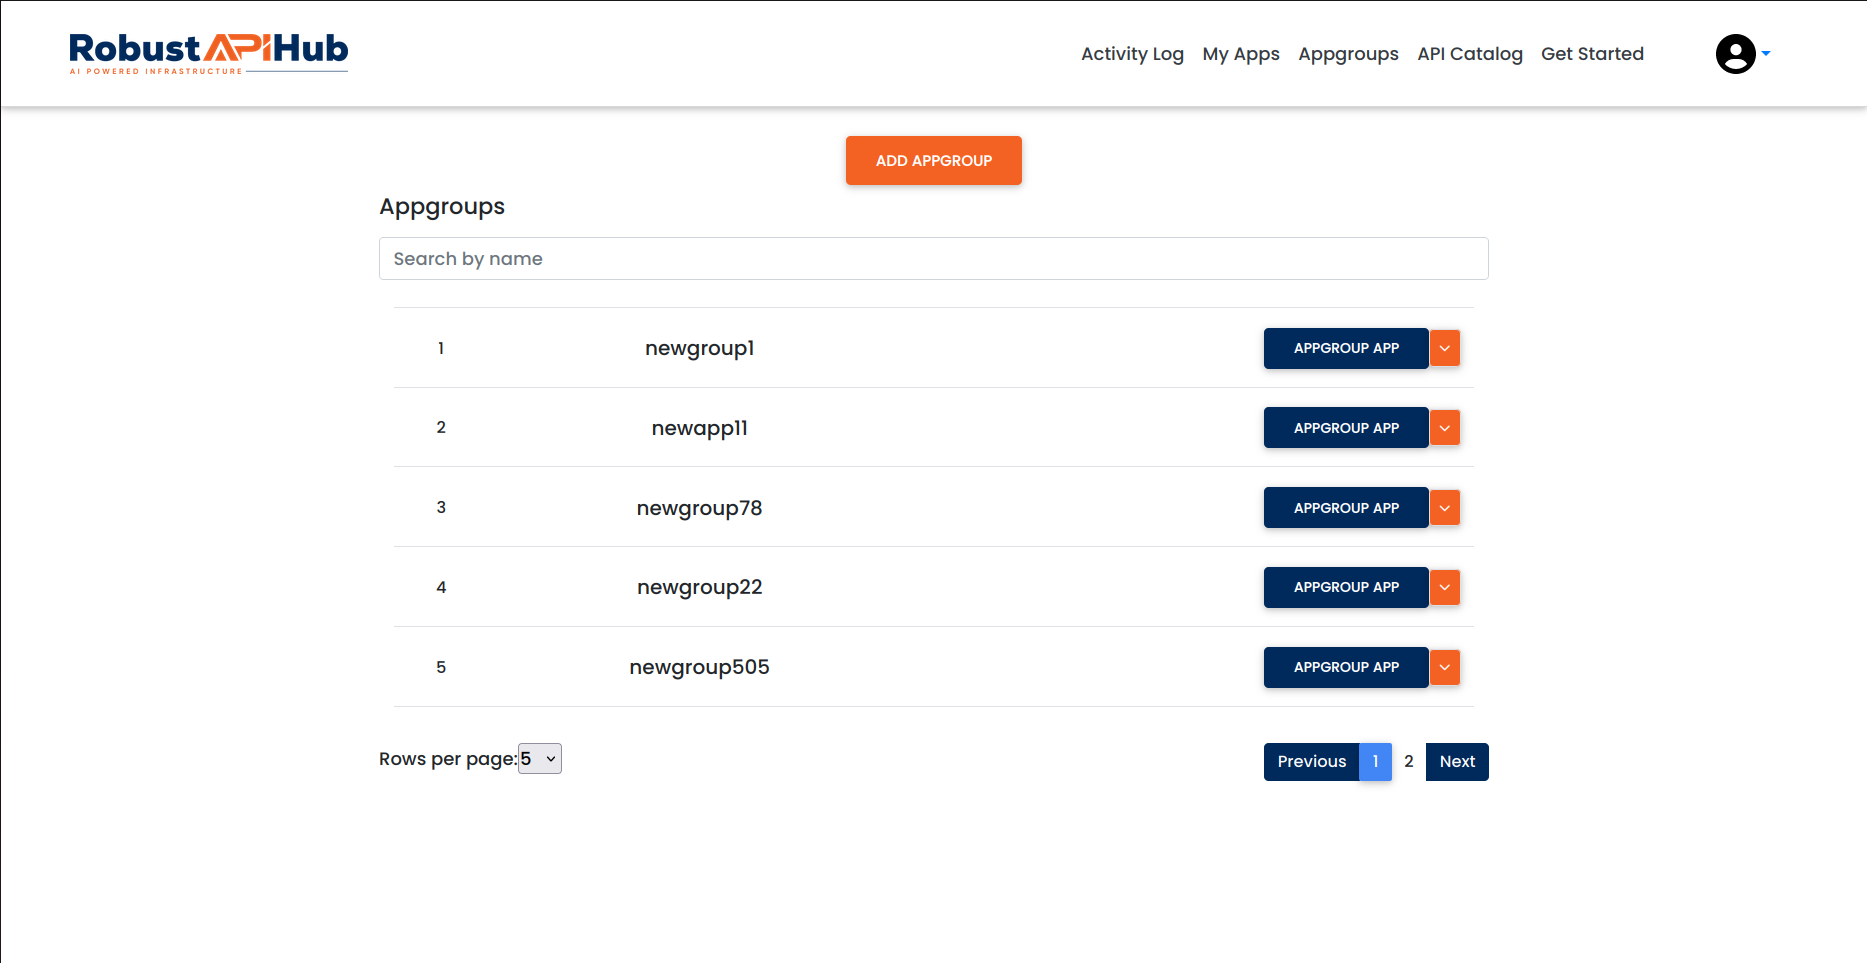 RobustAPIHub
AI POWERED INFRASTRUCTURE
Activity Log My Apps Appgroups API Catalog Get Started
ADD APPGROUP
Appgroups
Search by name
1 newgroup1 APPGROUP APP
2 newapp11 APPGROUP APP
3 newgroup78 APPGROUP APP
4 newgroup22 APPGROUP APP
5 newgroup505 APPGROUP APP
Rows per page: 5 Previous 1 2 Next